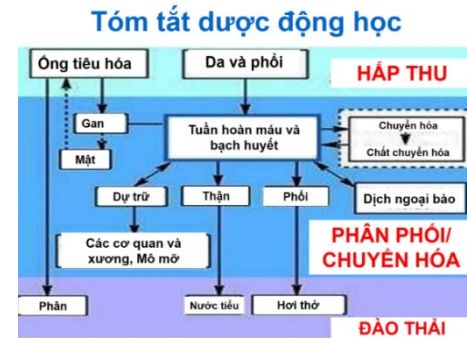 Tóm tắt dược động học
Ống tiêu hóa
Da và phổi
HẤP THU
Gan
Tuần hoàn máu và
bạch huyết
Chuyển hóa
Chất chuyển hóa
Mật
Dự trữ
Thận
Phổi
Dịch ngoại bào
Các cơ quan và
xương, Mô mỡ
PHÂN PHỐI/
CHUYỂN HÓA
Phân
Nước tiểu
Hơi thở
ĐÀO THẢI